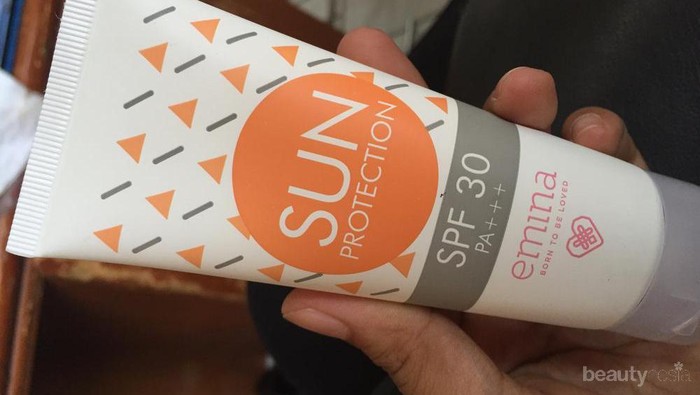 SUN
PROTECTION
SPF 30
PA+++
emina
BORN TO BE LOVED
beautynesia